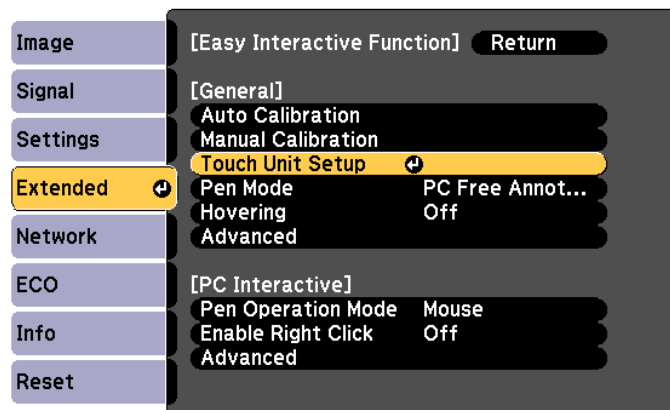 Image
Signal
Settings
Extended
Network
ECO
Info
Reset
[Easy Interactive Function] Return
[General]
Auto Calibration
Manual Calibration
Touch Unit Setup
Pen Mode PC Free Annot...
Hovering Off
Advanced
[PC Interactive]
Pen Operation Mode Mouse
Enable Right Click Off
Advanced